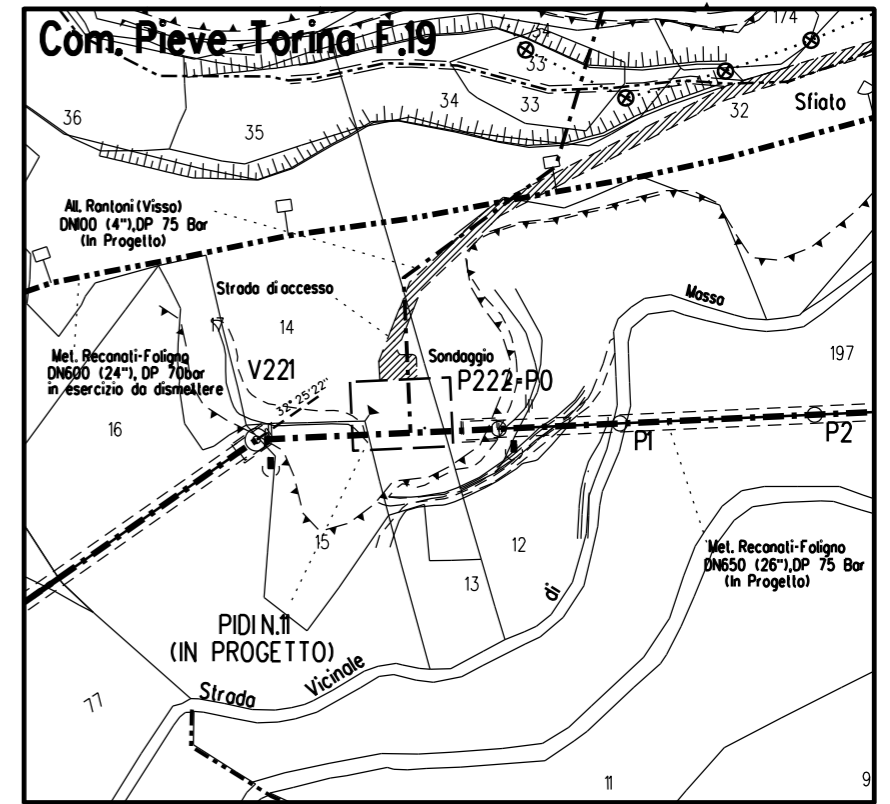 Com. Pieve Torina F.19
174
34
33
36
35
34
33
32
Sfiato
All. Rantoni (Visso)
DN100 (4"),DP 75 Bar
(In Progetto)
Strada di accesso
Massa
17
14
Met. Recanati-Foligno
DN600 (24"), DP 70bar
in esercizio da dismettere
V221
32° 25'22"
Sondaggio
P222=P0
197
16
P1
P2
15
12
13
Met. Recanati-Foligno
DN650 (26"),DP 75 Bar
(In Progetto)
di
PIDI N.11
(IN PROGETTO)
Strada
Vicinale
77
11
9